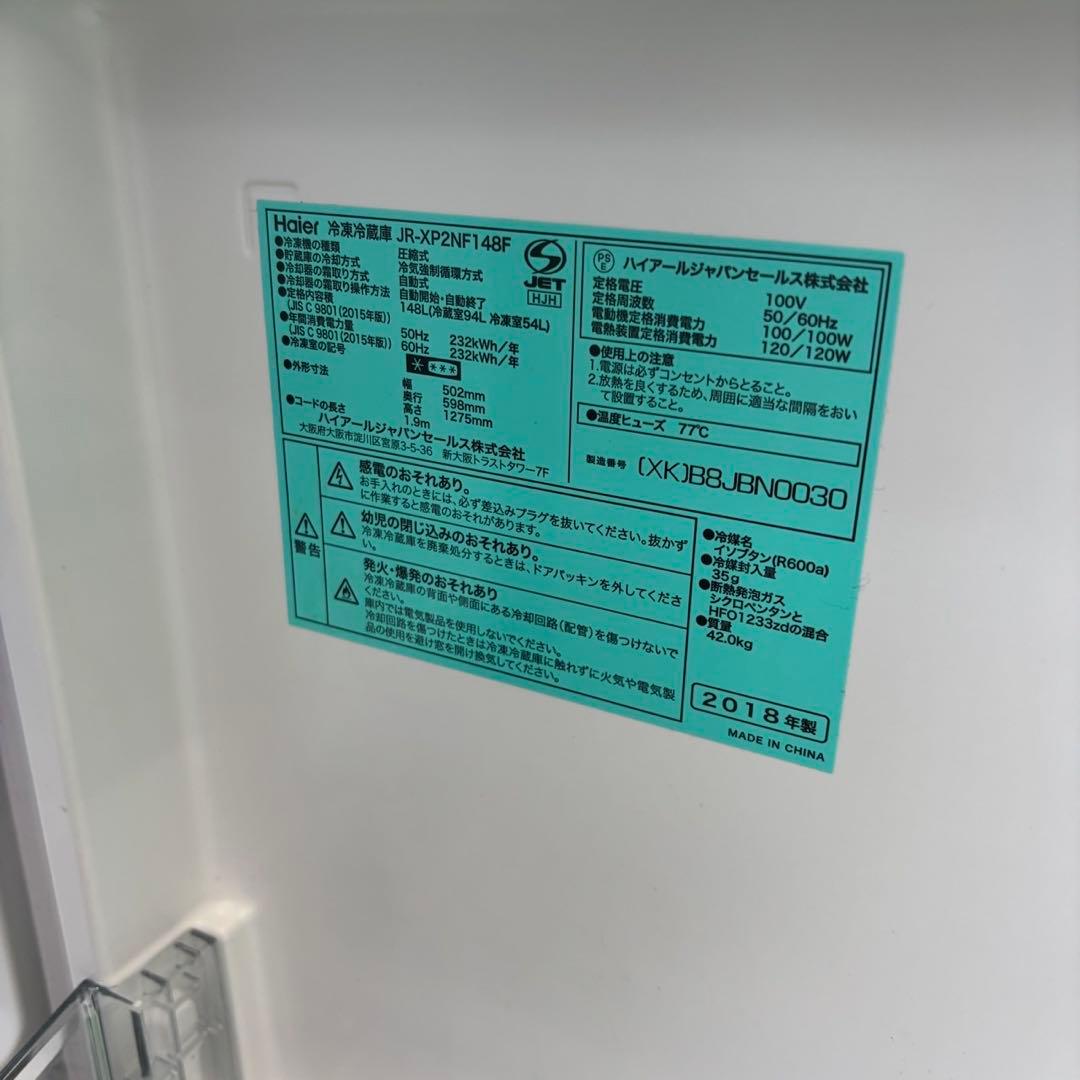 Haier 冷凍冷蔵庫 JR-XP2NF148F
●冷凍機の種類 圧縮式
●貯蔵庫の冷却方式 冷気強制循環方式
●冷却器の霜取り方式 自動式
●冷却器の霜取り操作方法 自動開始・自動終了
●定格内容積 148L(冷蔵室94L 冷凍室54L)
(JIS C 9801(2015年版))
●年間消費電力量 50Hz 232kWh/年
(JIS C 9801(2015年版)) 60Hz 232kWh/年
●冷凍室の記号 * ***
●外形寸法 幅 502mm
奥行 598mm
高さ 1275mm
●コードの長さ 1.9m
ハイアールジャパンセールス株式会社
大阪府大阪市淀川区宮原3-5-36 新大阪トラストタワー7F
S
JET
HJH
PS
E
ハイアールジャパンセールス株式会社
定格電圧 100V
定格周波数 50/60Hz
電動機定格消費電力 100/100W
電熱装置定格消費電力 120/120W
●使用上の注意
1.電源は必ずコンセントからとること。
2.放熱を良くするため、周囲に適当な間隔をおい
て設置すること。
●温度ヒューズ 77℃
製造番号 (XK)B8JBN0030
警告
感電のおそれあり。
お手入れのときには、必ず差込みプラグを抜いてください。抜かず
に作業すると感電のおそれがあります。
幼児の閉じ込みのおそれあり。
冷凍冷蔵庫を廃棄処分するときは、ドアパッキンを外してくださ
い。
発火・爆発のおそれあり
冷凍冷蔵庫の背面や側面にある冷却回路(配管)を傷つけないで
ください。
庫内では電気製品を使用しないでください。
冷却回路を傷つけたときは冷凍冷蔵庫に触れずに火気や電気製
品の使用を避け窓を開け換気してください。
●冷媒名
イソブタン(R600a)
●冷媒封入量
35g
●断熱発泡ガス
シクロペンタンと
HFO1233zdの混合
●質量
42.0kg
2018年製
MADE IN CHINA